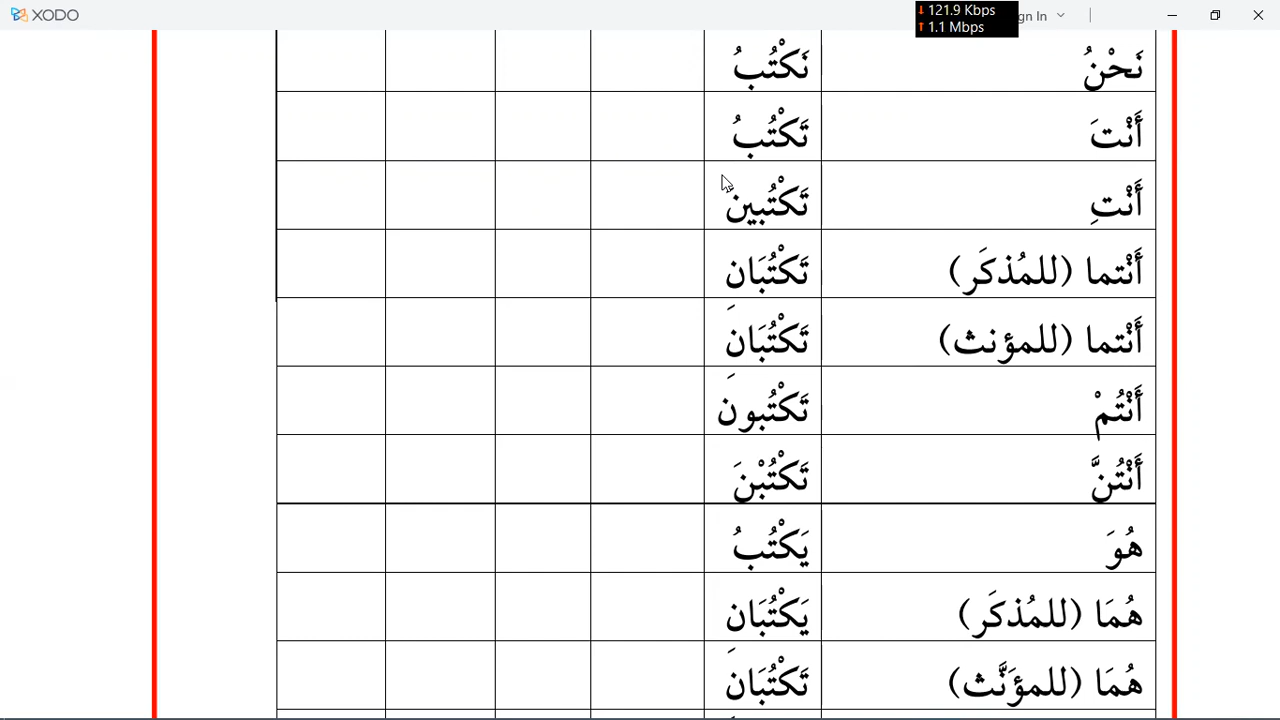 XODO
↓ 121.9 Kbps
↑ 1.1 Mbps
gn In
نَحْنُ نَكْتُبُ
أَنْتَ تَكْتُبُ
أَنْتِ تَكْتُبين
أَنْتما (للمُذكَر) تَكْتُبَان
أَنْتما (للمؤنث) تَكْتُبَانَ
أَنْتُمْ تَكْتُبونَ
أَنْتُنَّ تَكْتُبْنَ
هُوَ يَكْتُبُ
هُمَا (للمُذكَر) يَكْتُبَان
هُمَا (للمؤَنَّث) تَكْتُبَانَ